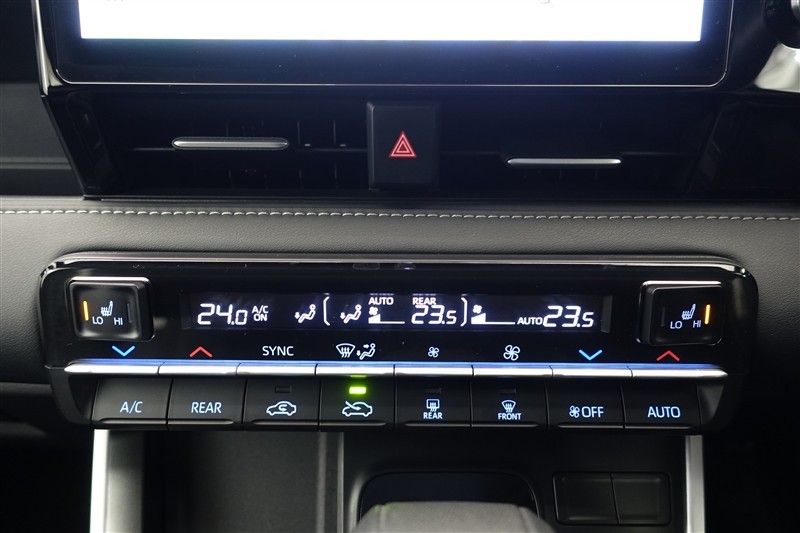 LO HI
24.0 A/C ON
AUTO REAR 23.5
AUTO 23.5
LO HI
SYNC
A/C
REAR
REAR
FRONT
OFF
AUTO